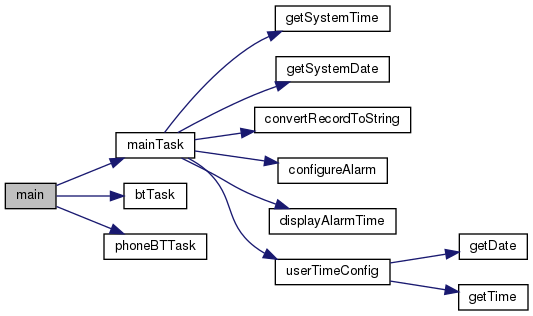 getSystemTime
getSystemDate
convertRecordToString
mainTask
configureAlarm
main
btTask
displayAlarmTime
phoneBTTask
getDate
userTimeConfig
getTime